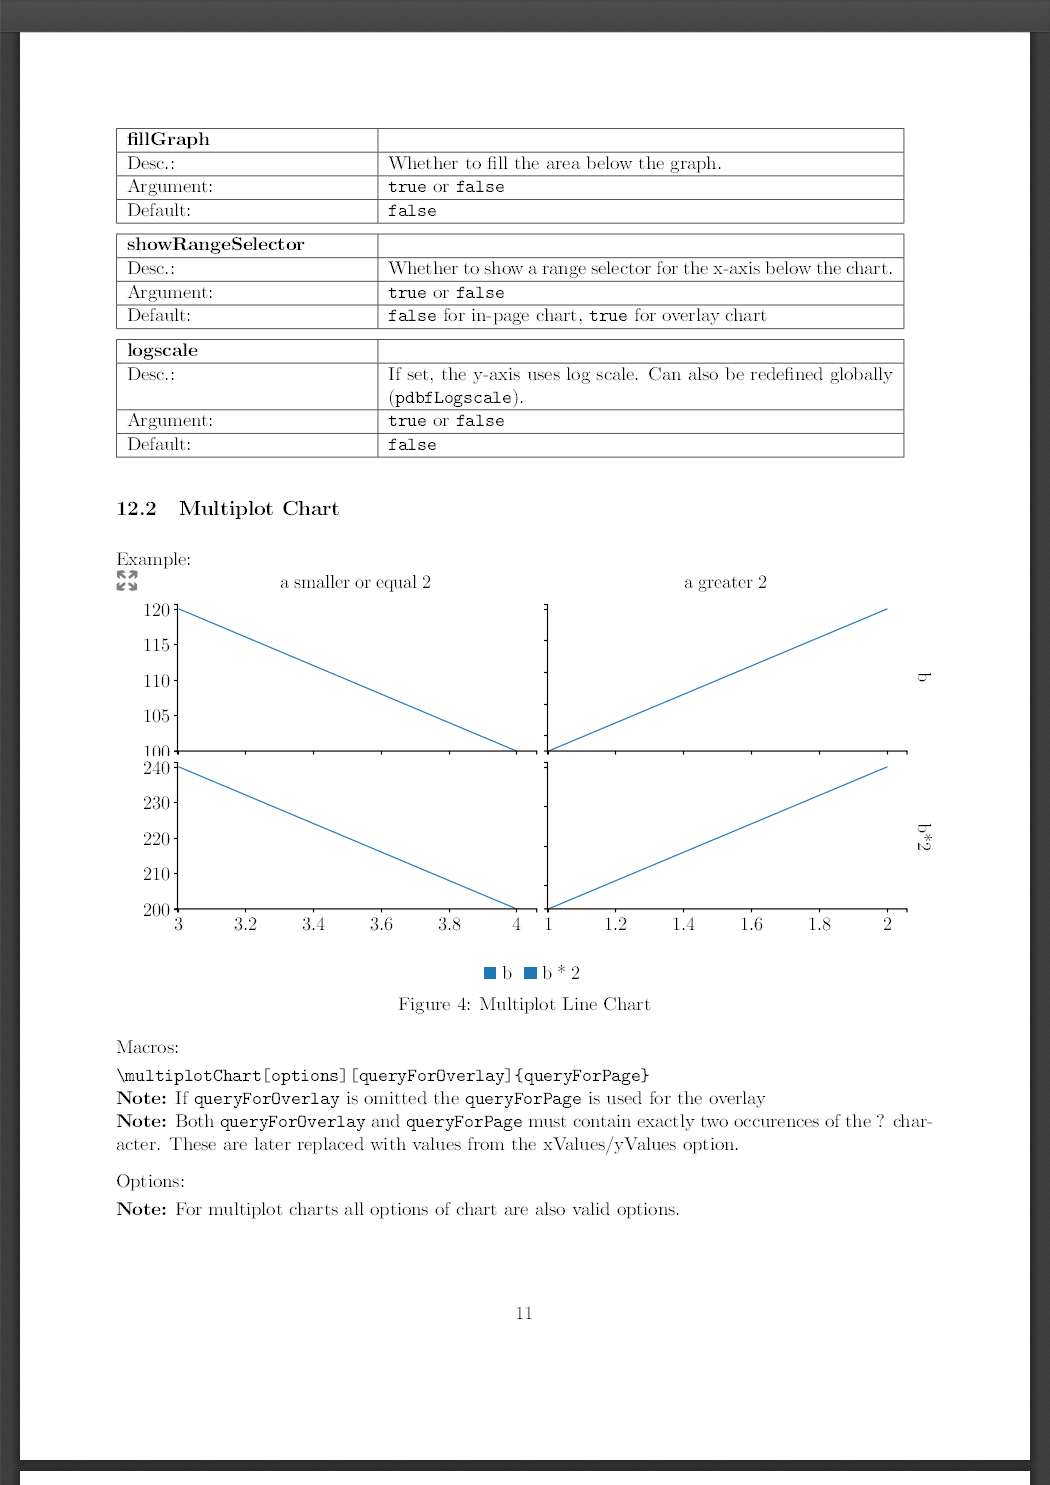 fillGraph
Desc.: Whether to fill the area below the graph.
Argument: true or false
Default: false
showRangeSelector
Desc.: Whether to show a range selector for the x-axis below the chart.
Argument: true or false
Default: false for in-page chart, true for overlay chart
logscale
Desc.: If set, the y-axis uses log scale. Can also be redefined globally
(pdbfLogscale).
Argument: true or false
Default: false
12.2 Multiplot Chart
Example:
a smaller or equal 2 a greater 2
120
115
110
105
100
b
240
230
220
210
200
b*2
3 3.2 3.4 3.6 3.8 4 1 1.2 1.4 1.6 1.8 2
b b * 2
Figure 4: Multiplot Line Chart
Macros:
\multiplotChart[options][queryForOverlay]{queryForPage}
Note: If queryForOverlay is omitted the queryForPage is used for the overlay
Note: Both queryForOverlay and queryForPage must contain exactly two occurences of the ? char-
acter. These are later replaced with values from the xValues/yValues option.
Options:
Note: For multiplot charts all options of chart are also valid options.
11